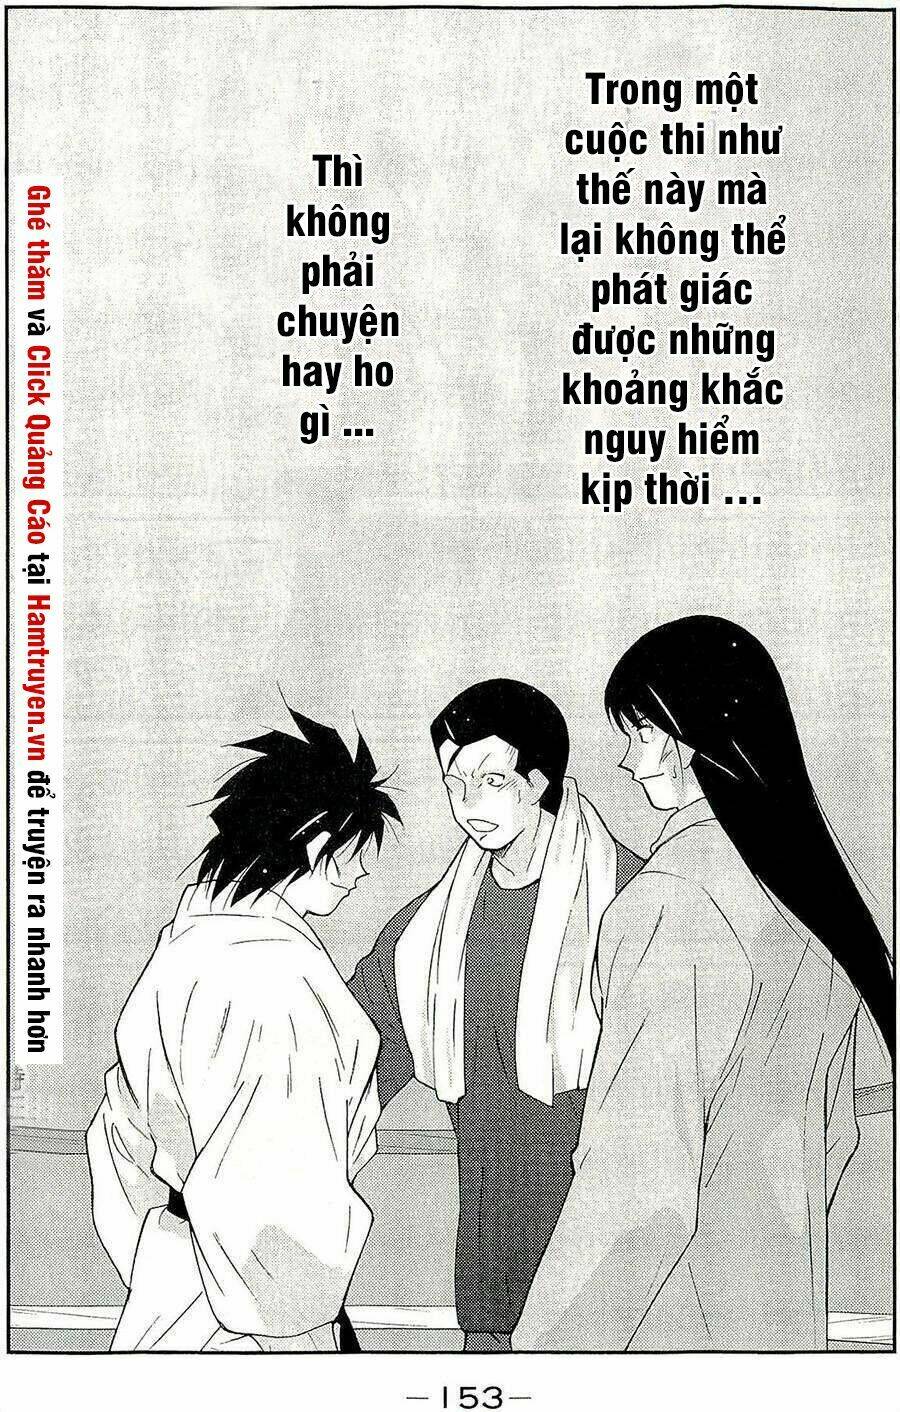 Trong một
cuộc thi như
thế này mà
lại không thể
phát giác
được những
khoảng khắc
nguy hiểm
kịp thời ...
Thì
không
phải
chuyện
hay ho
gì ...
Ghé thăm và Click Quảng Cáo tại Hamtruyen.vn để truyện ra nhanh hơn
—153—